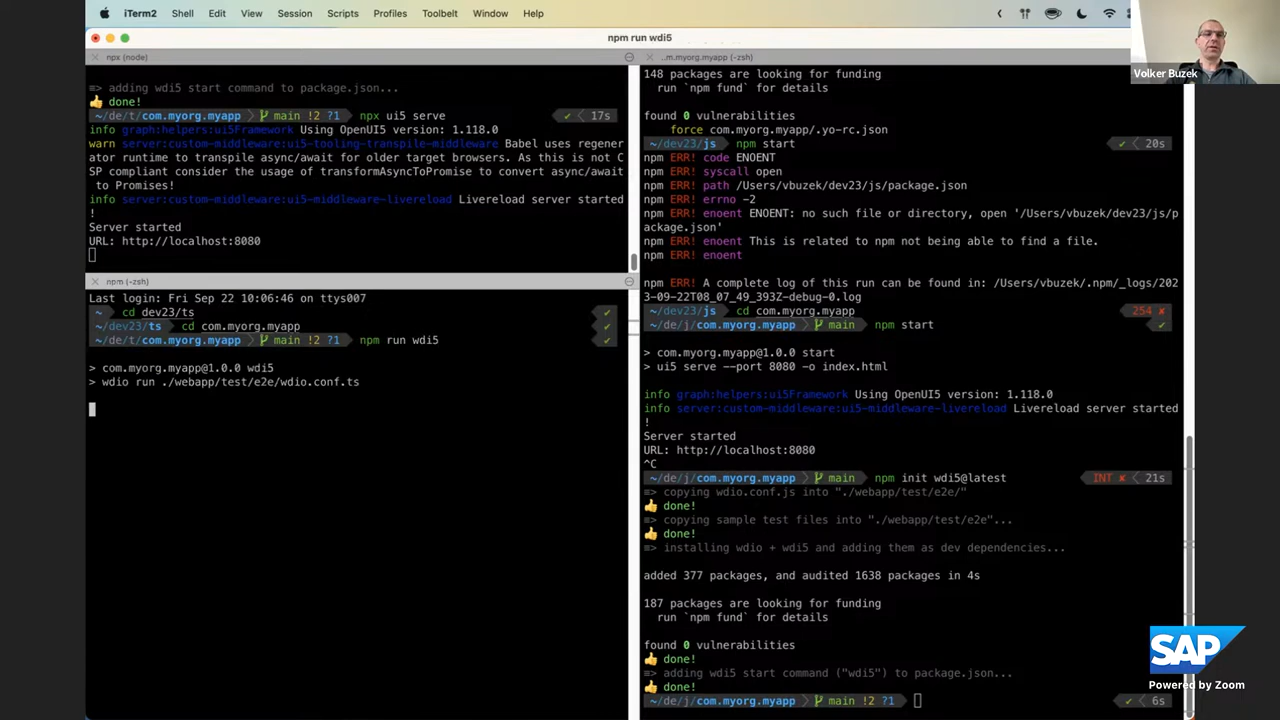 iTerm2 Shell Edit View Session Scripts Profiles Toolbelt Window Help
npm run wdi5
npx (node)
=> adding wdi5 start command to package.json...
👍 done!
~/de/t/com.myorg.myapp main !2 ?1 npx ui5 serve ✔ 17s
info graph:helpers:ui5Framework Using OpenUI5 version: 1.118.0
warn server:custom-middleware:ui5-tooling-transpile-middleware Babel uses regener
ator runtime to transpile async/await for older target browsers. As this is not C
SP compliant consider the usage of transformAsyncToPromise to convert async/await
to Promises!
info server:custom-middleware:ui5-middleware-livereload Livereload server started
!
Server started
URL: http://localhost:8080
npm (-zsh)
Last login: Fri Sep 22 10:06:46 on ttys007
~ cd dev23/ts ✔
~/dev23/ts cd com.myorg.myapp ✔
~/de/t/com.myorg.myapp main !2 ?1 npm run wdi5 ✔
> com.myorg.myapp@1.0.0 wdi5
> wdio run ./webapp/test/e2e/wdio.conf.ts
..m.myorg.myapp (-zsh)
148 packages are looking for funding
run `npm fund` for details
found 0 vulnerabilities
force com.myorg.myapp/.yo-rc.json
~/dev23/js npm start ✔ 20s
npm ERR! code ENOENT
npm ERR! syscall open
npm ERR! path /Users/vbuzek/dev23/js/package.json
npm ERR! errno -2
npm ERR! enoent ENOENT: no such file or directory, open '/Users/vbuzek/dev23/js/p
ackage.json'
npm ERR! enoent This is related to npm not being able to find a file.
npm ERR! enoent
npm ERR! A complete log of this run can be found in: /Users/vbuzek/.npm/_logs/202
3-09-22T08_07_49_393Z-debug-0.log
~/dev23/js cd com.myorg.myapp 254 ✘
~/de/j/com.myorg.myapp main npm start ✔
> com.myorg.myapp@1.0.0 start
> ui5 serve --port 8080 -o index.html
info graph:helpers:ui5Framework Using OpenUI5 version: 1.118.0
info server:custom-middleware:ui5-middleware-livereload Livereload server started
!
Server started
URL: http://localhost:8080
^C
~/de/j/com.myorg.myapp main npm init wdi5@latest INT ✘ 21s
=> copying wdio.conf.js into "./webapp/test/e2e/"
👍 done!
=> copying sample test files into "./webapp/test/e2e"...
👍 done!
=> installing wdio + wdi5 and adding them as dev dependencies...
added 377 packages, and audited 1638 packages in 4s
187 packages are looking for funding
run `npm fund` for details
found 0 vulnerabilities
👍 done!
=> adding wdi5 start command ("wdi5") to package.json...
👍 done!
~/de/j/com.myorg.myapp main !2 ?1 ✔ 6s
Volker Buzek
SAP
Powered by Zoom